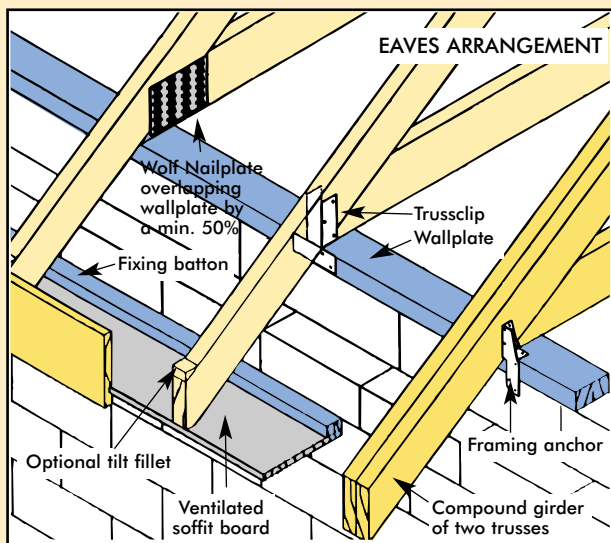 EAVES ARRANGEMENT
Wolf Nailplate
overlapping
wallplate by
a min. 50%
Trussclip
Wallplate
Fixing batton
Optional tilt fillet
Ventilated
soffit board
Framing anchor
Compound girder
of two trusses